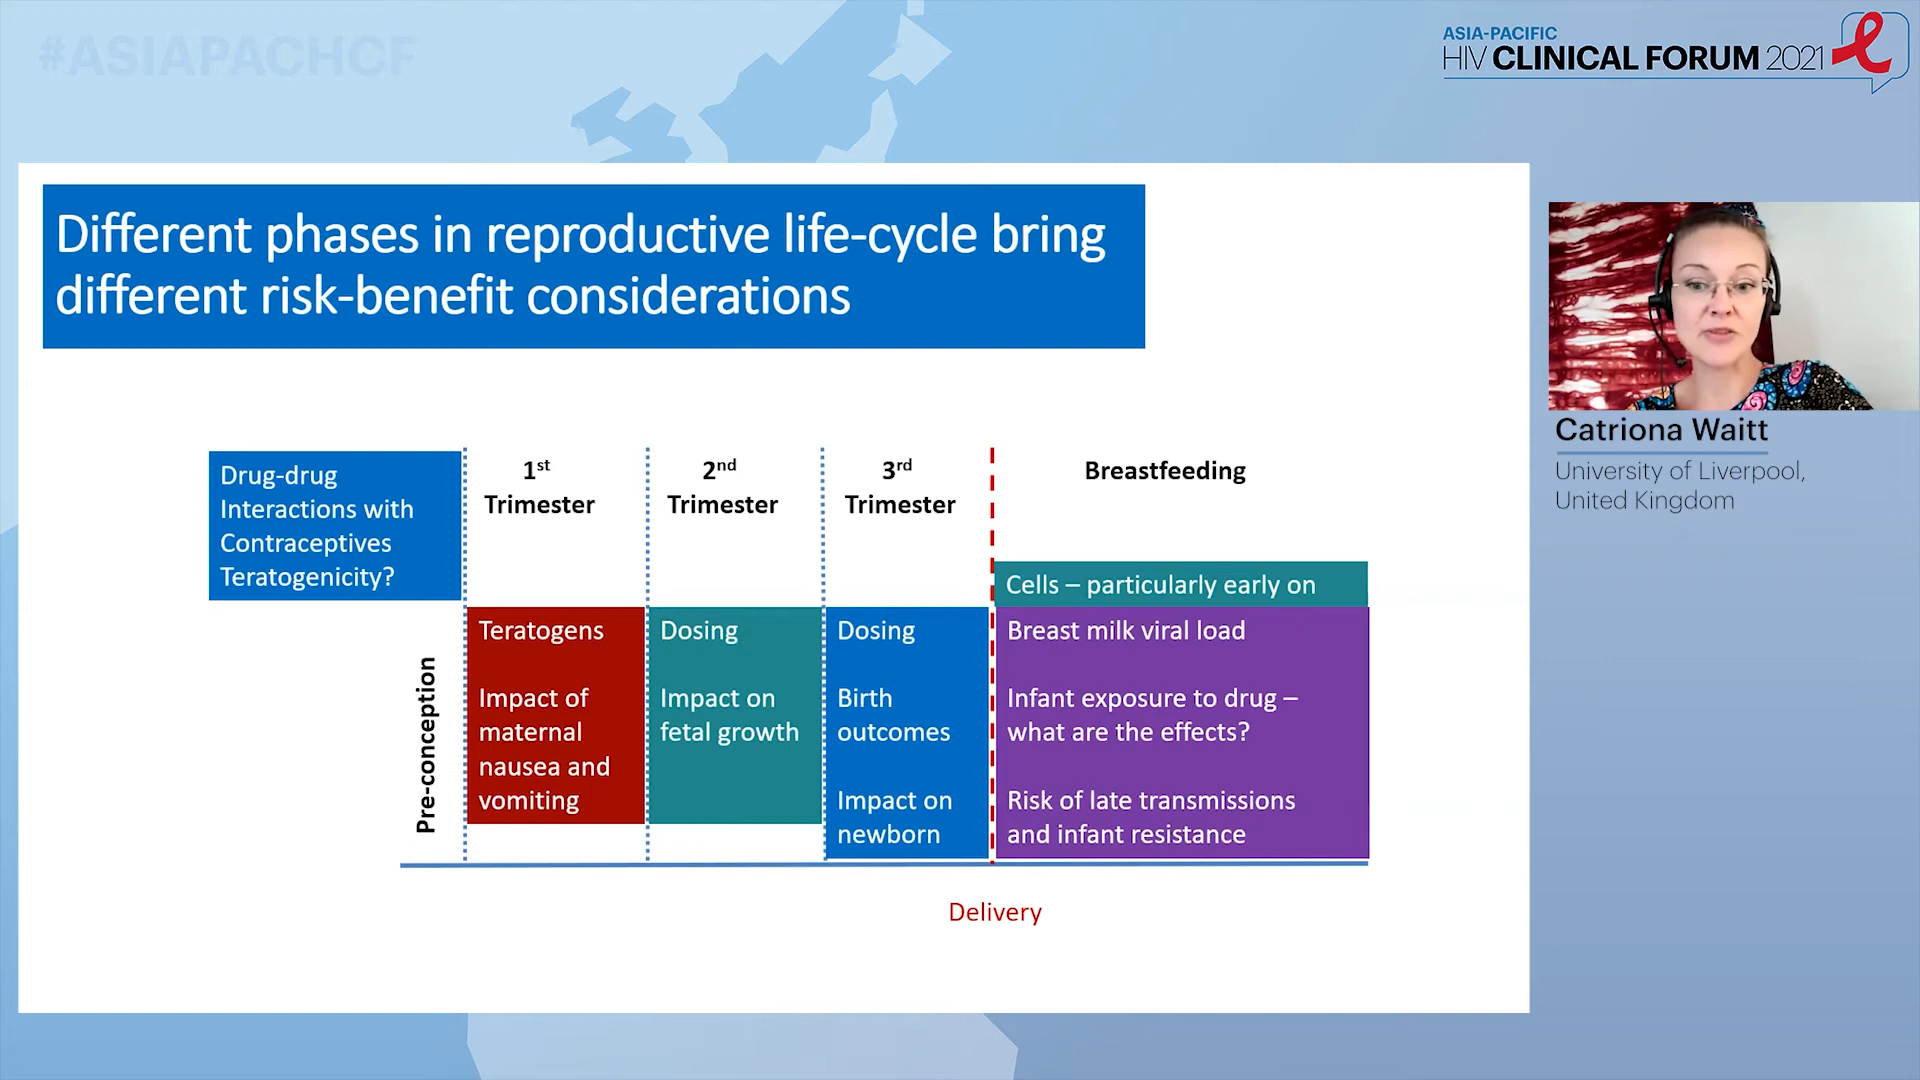 #ASIAPACHCF
ASIA-PACIFIC
HIV CLINICAL FORUM 2021
Different phases in reproductive life-cycle bring
different risk-benefit considerations
Catriona Waitt
University of Liverpool,
United Kingdom
Drug-drug
Interactions with
Contraceptives
Teratogenicity?
Pre-conception
1st
Trimester
Teratogens
Impact of
maternal
nausea and
vomiting
2nd
Trimester
Dosing
Impact on
fetal growth
3rd
Trimester
Dosing
Birth
outcomes
Impact on
newborn
Breastfeeding
Cells – particularly early on
Breast milk viral load
Infant exposure to drug –
what are the effects?
Risk of late transmissions
and infant resistance
Delivery